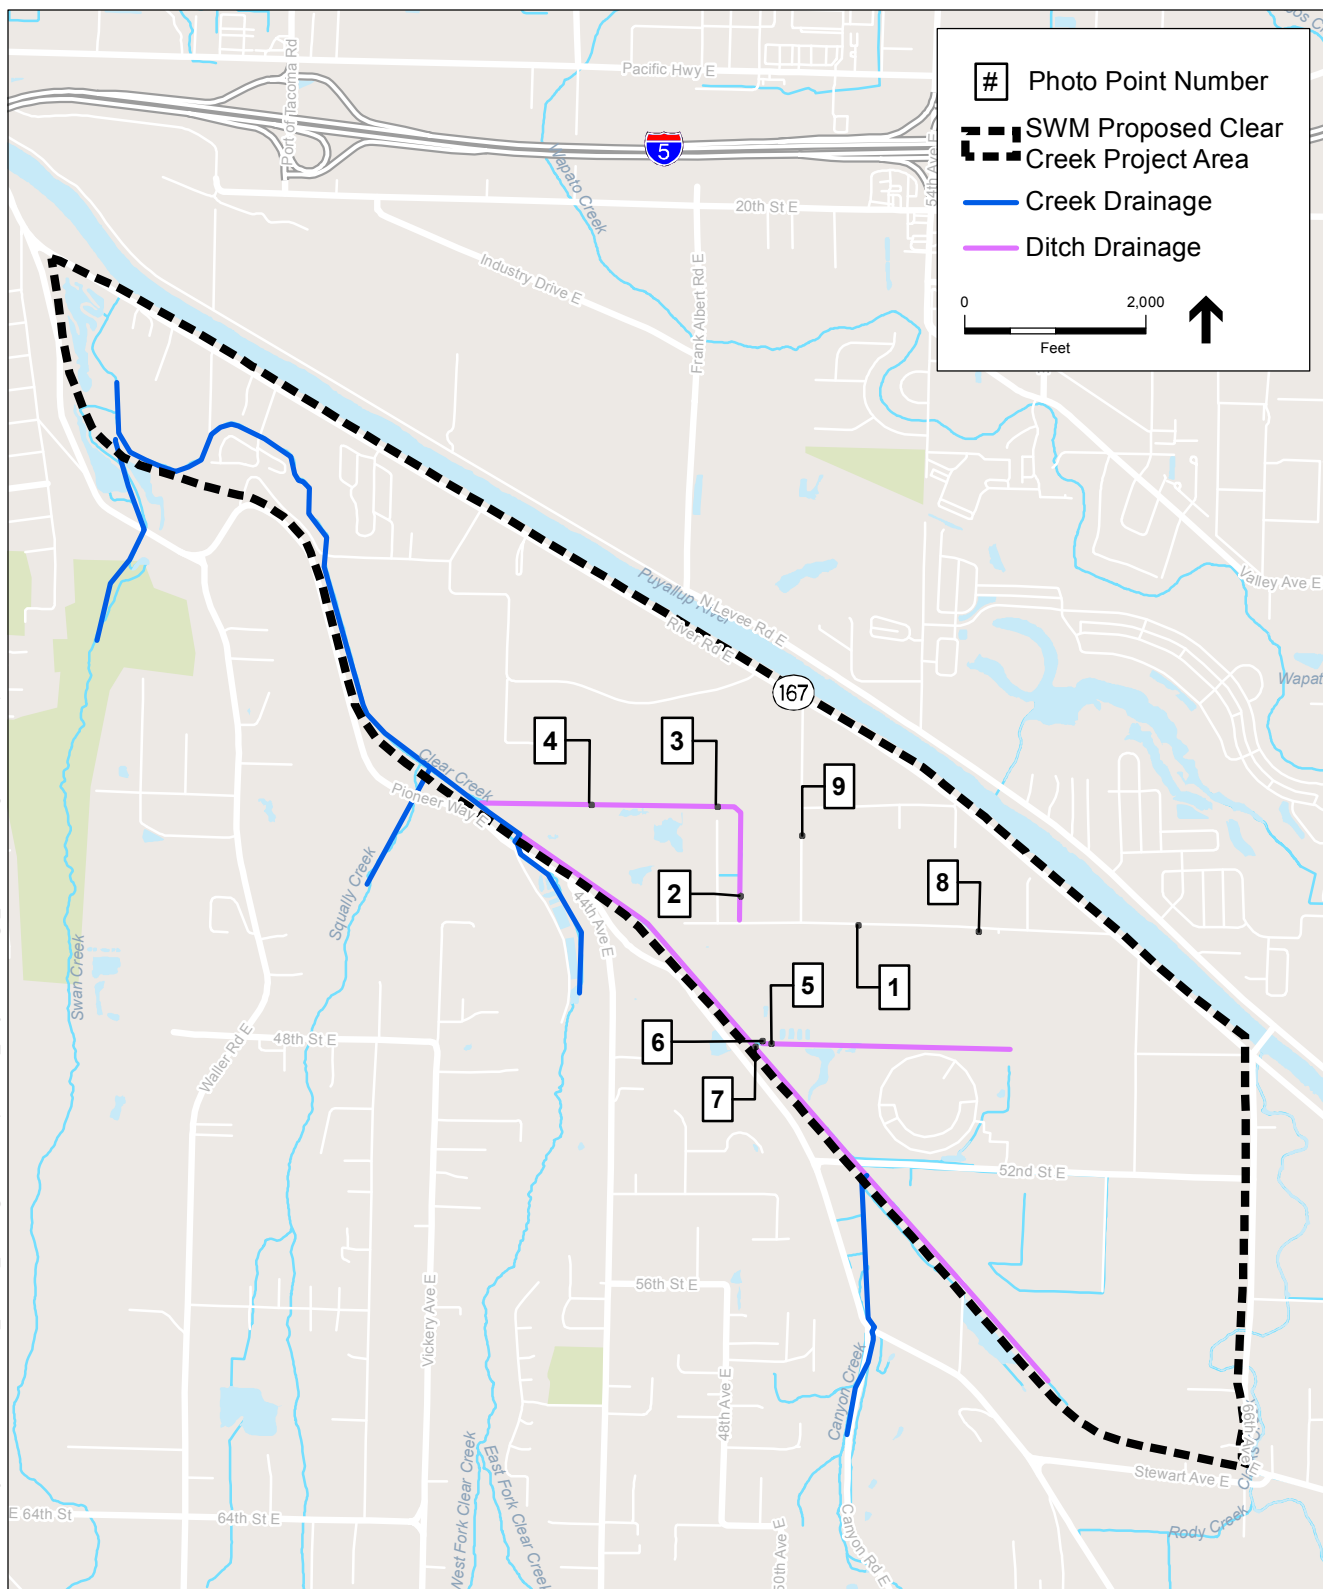 Pacific Hwy E
Port of Tacoma Rd
5
54th Ave E
Wapato Creek
20th St E
Industry Drive E
Frank Albert Rd E
# Photo Point Number
SWM Proposed Clear
Creek Project Area
Creek Drainage
Ditch Drainage
0 2,000
Feet
Valley Ave E
Puyallup River
N Levee Rd E
River Rd E
167
Wapat
4
3
9
Clear Creek
Pioneer Way E
2
8
Squally Creek
44th Ave E
Swan Creek
1
5
6
7
48th St E
Waller Rd E
52nd St E
56th St E
Vickery Ave E
48th Ave E
Canyon Creek
66th Ave E
Stewart Ave E
West Fork Clear Creek
East Fork Clear Creek
E 64th St
64th St E
50th Ave E
Canyon Rd E
Rody Creek